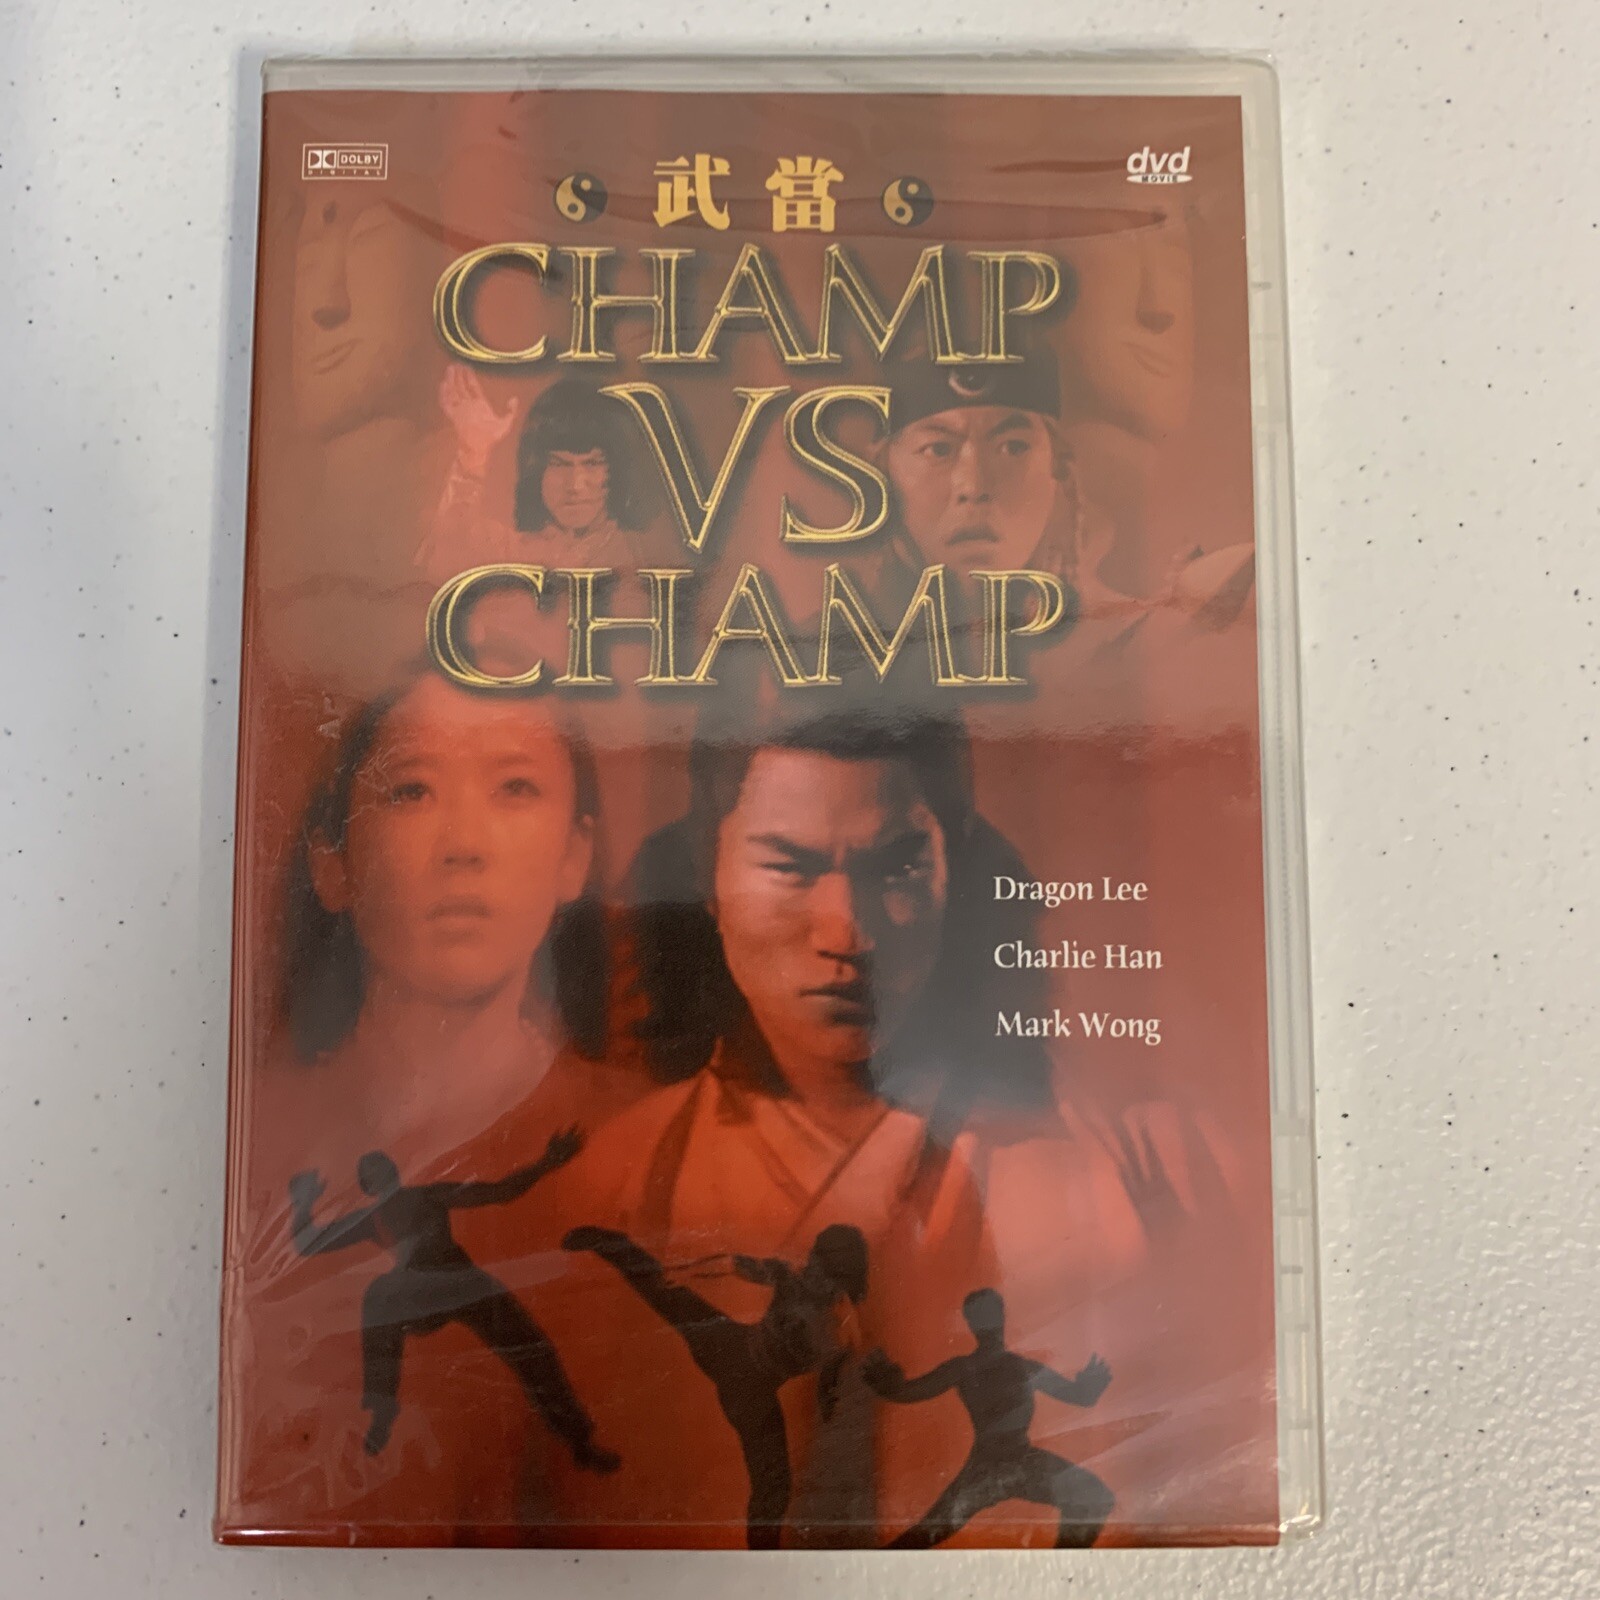 DOLBY
DIGITAL
dvd
MOVIE
武當
CHAMP
VS
CHAMP
Dragon Lee
Charlie Han
Mark Wong